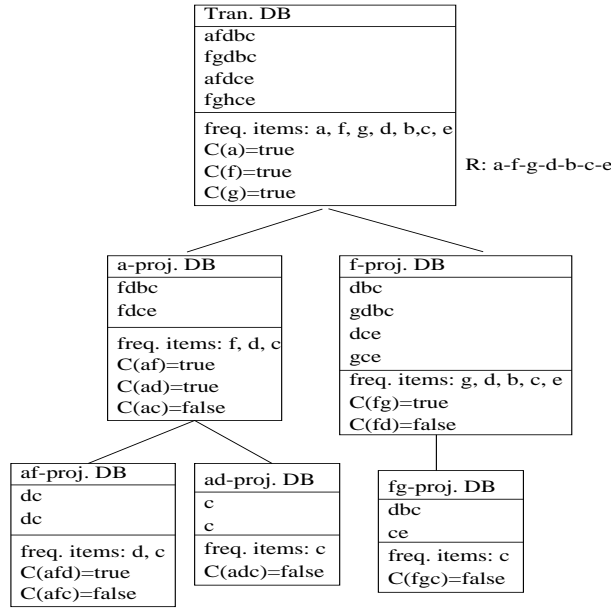 Tran. DB
afdbc
fgdbc
afdce
fghce
freq. items: a, f, g, d, b,c, e
C(a)=true
C(f)=true
C(g)=true
R: a-f-g-d-b-c-e
a-proj. DB
fdbc
fdce
freq. items: f, d, c
C(af)=true
C(ad)=true
C(ac)=false
f-proj. DB
dbc
gdbc
dce
gce
freq. items: g, d, b, c, e
C(fg)=true
C(fd)=false
af-proj. DB
dc
dc
freq. items: d, c
C(afd)=true
C(afc)=false
ad-proj. DB
c
c
freq. items: c
C(adc)=false
fg-proj. DB
dbc
ce
freq. items: c
C(fgc)=false